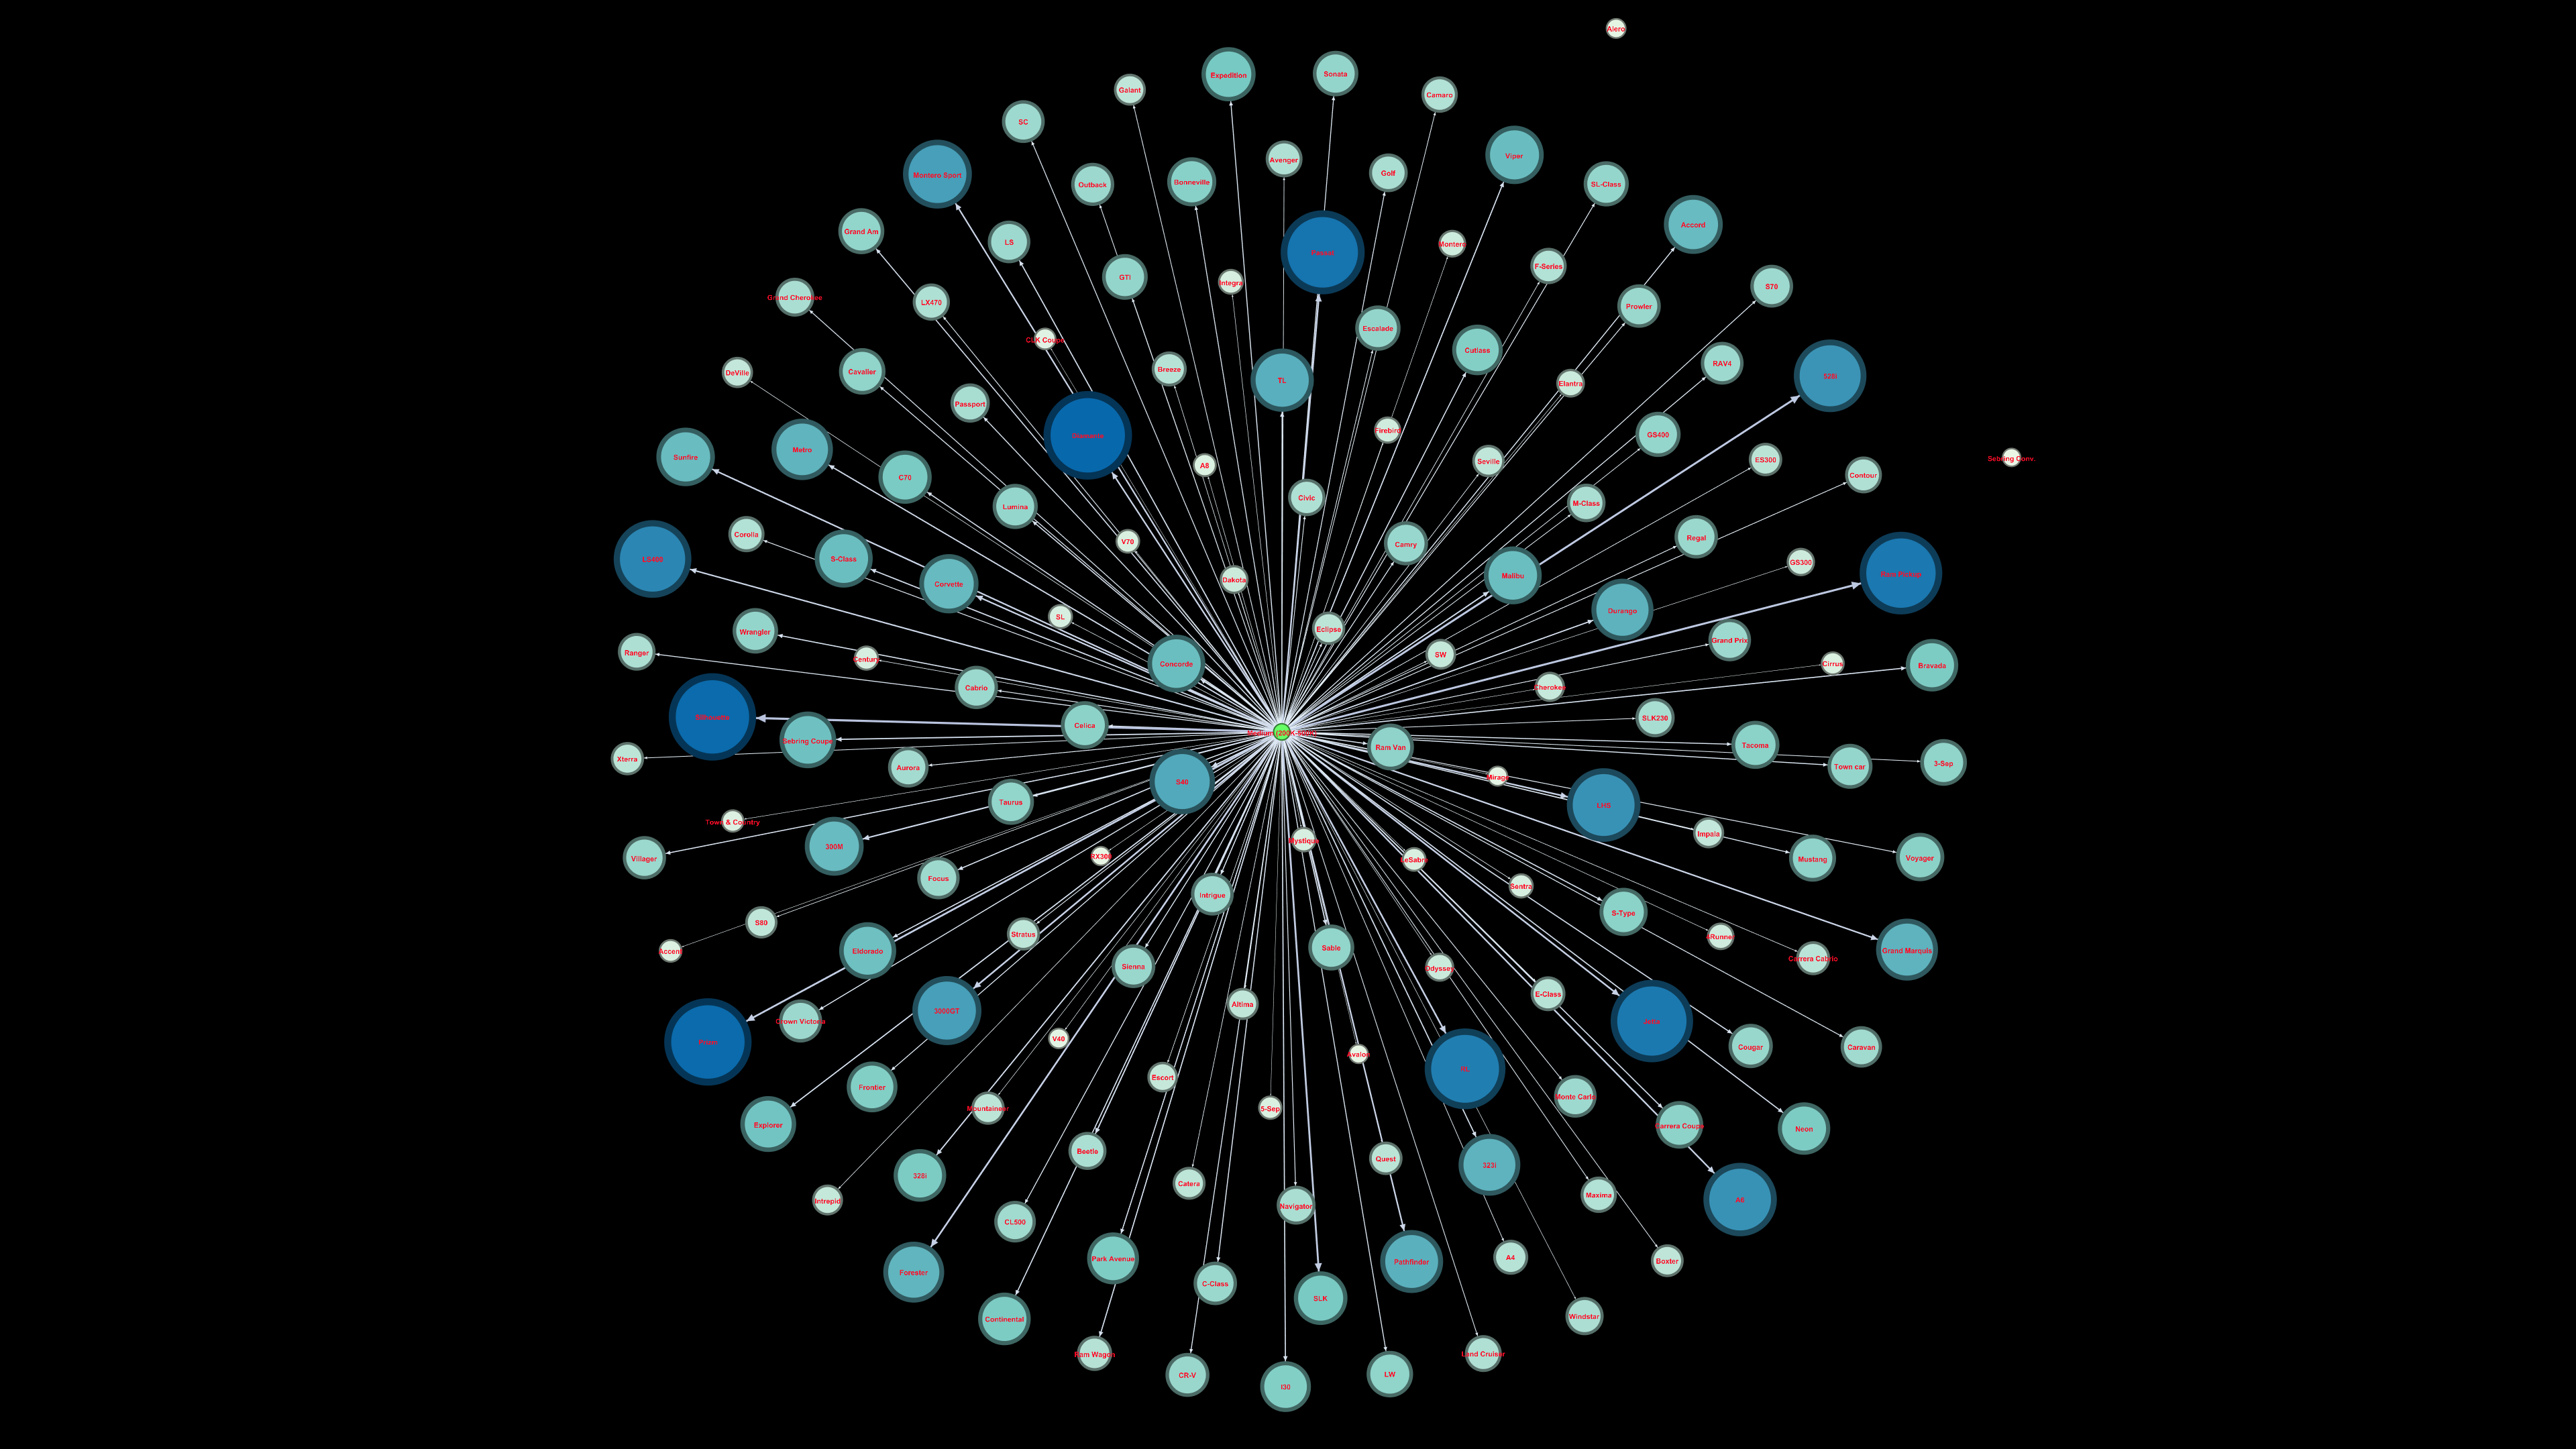 Alero
Expedition
Sonata
Galant
Camaro
SC
Viper
Avenger
Golf
Montero Sport
Outback
Bonneville
SL-Class
Accord
Grand Am
LS
Montero
Passat
F-Series
GTI
Integra
S70
Grand Cherokee
LX470
Prowler
Escalade
CLK Coupe
Cutlass
RAV4
Breeze
DeVille
Cavalier
528i
TL
Elantra
Passport
Firebird
GS400
Metro
Sunfire
Sebring Conv.
ES300
Seville
A8
Contour
C70
Civic
M-Class
Lumina
Corolla
Regal
V70
Camry
S-Class
LS400
GS300
Malibu
Dakota
Corvette
Durango
SL
Eclipse
Wrangler
Grand Prix
Ranger
SW
Century
Concorde
Cirrus
Bravada
Cabrio
Cherokee
SLK230
Celica
Medium (200K-500K)
Sebring Coupe
Ram Van
Tacoma
Xterra
3-Sep
Town car
Aurora
Mirage
S40
Taurus
LHS
Town & Country
Impala
Mystique
300M
RX300
Villager
LeSabre
Mustang
Voyager
Focus
Sentra
Intrigue
S-Type
S80
Stratus
4Runner
Sable
Accent
Eldorado
Grand Marquis
Carrera Cabrio
Sienna
Odyssey
E-Class
Altima
3000GT
Crown Victoria
V40
Avalon
Cougar
Caravan
Escort
Frontier
Monte Carlo
Mountaineer
5-Sep
Explorer
Carrera Coupe
Neon
Beetle
Quest
323i
328i
Catera
Maxima
Intrepid
A6
Navigator
CL500
Park Avenue
A4
Pathfinder
Boxter
Forester
C-Class
SLK
Windstar
Continental
Ram Wagon
Land Cruiser
CR-V
LW
I30